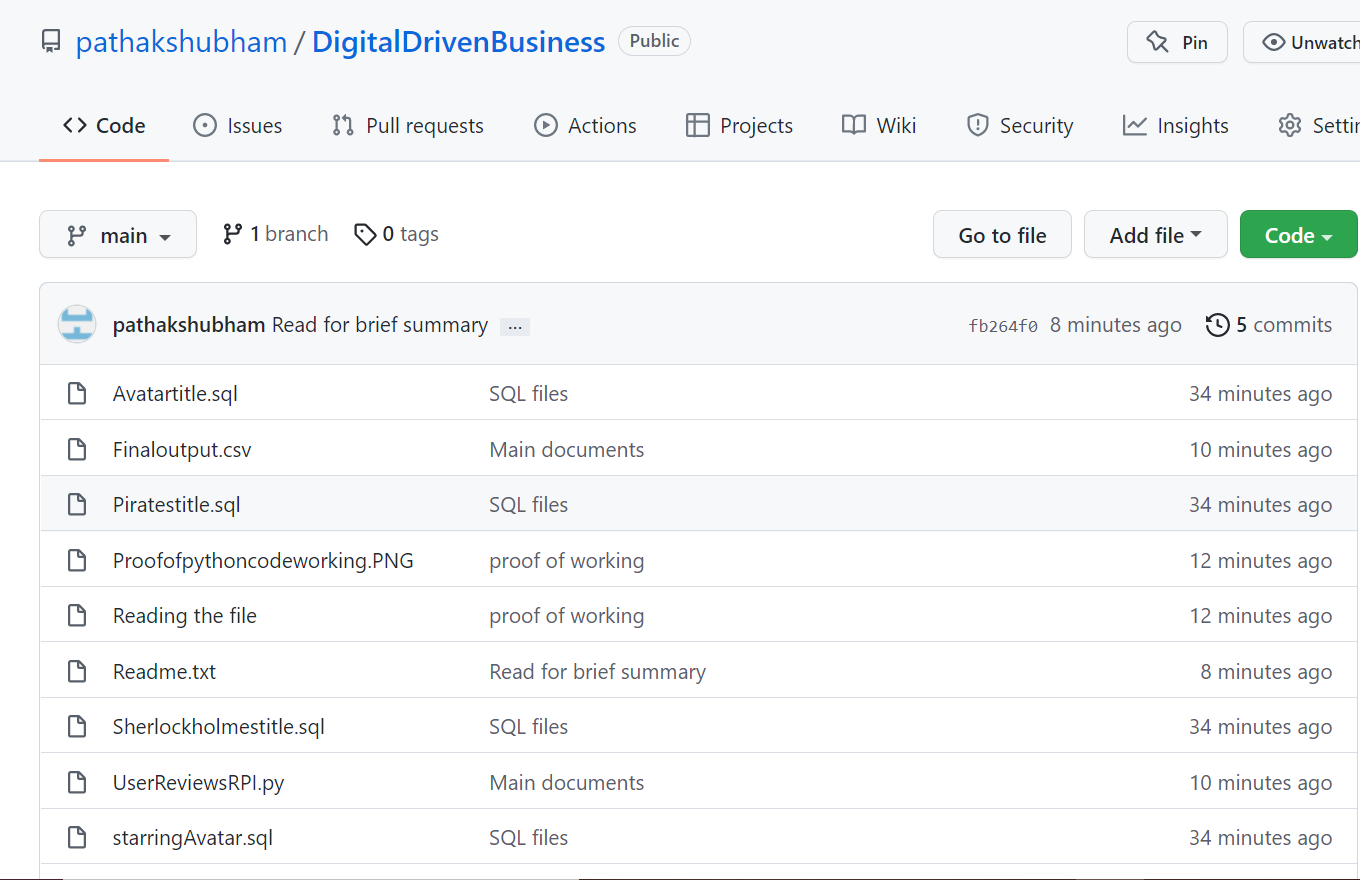 pathakshubham / DigitalDrivenBusiness Public Pin Unwatch
Code Issues Pull requests Actions Projects Wiki Security Insights
main 1 branch 0 tags Go to file Add file Code
pathakshubham Read for brief summary ... fb264f0 8 minutes ago 5 commits
Avatartitle.sql SQL files 34 minutes ago
Finaloutput.csv Main documents 10 minutes ago
Piratestitle.sql SQL files 34 minutes ago
Proofofpythoncodeworking.PNG proof of working 12 minutes ago
Reading the file proof of working 12 minutes ago
Readme.txt Read for brief summary 8 minutes ago
Sherlockholmestitle.sql SQL files 34 minutes ago
UserReviewsRPI.py Main documents 10 minutes ago
starringAvatar.sql SQL files 34 minutes ago